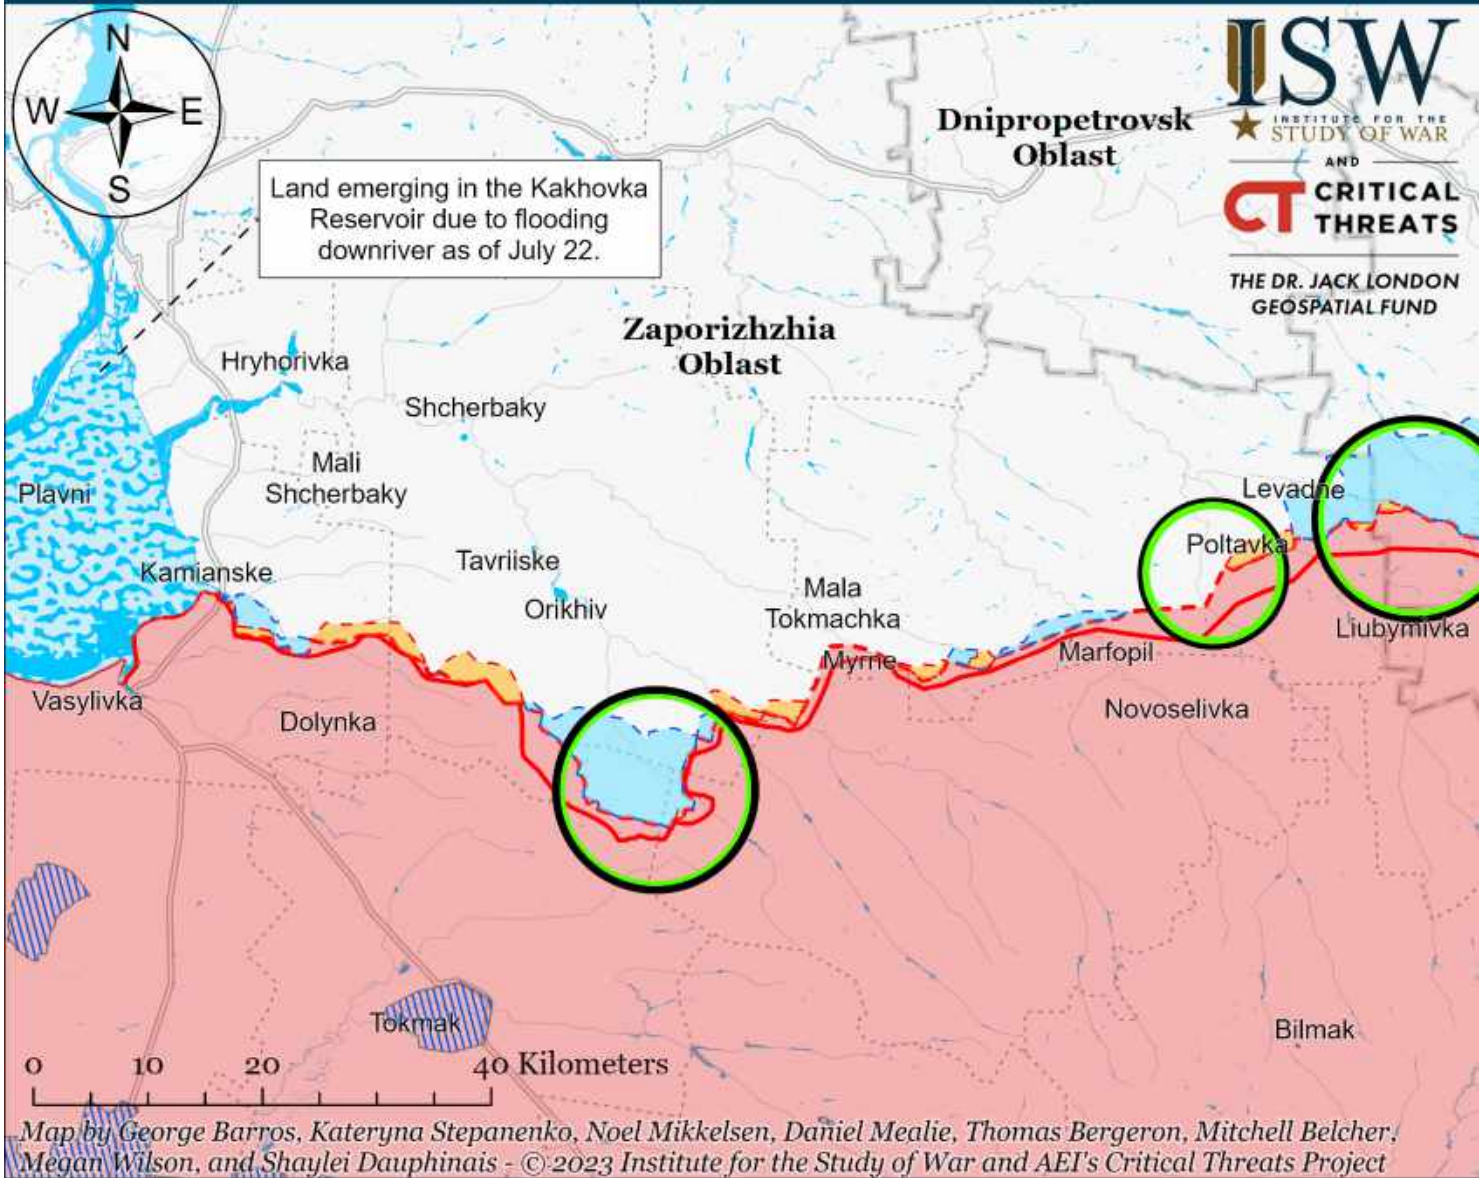 N
W
E
S
ISW
INSTITUTE FOR THE
STUDY OF WAR
AND
CT CRITICAL
THREATS
THE DR. JACK LONDON
GEOSPATIAL FUND
Dnipropetrovsk
Oblast
Land emerging in the Kakhovka
Reservoir due to flooding
downriver as of July 22.
Zaporizhzhia
Oblast
Hryhorivka
Shcherbaky
Mali
Shcherbaky
Plavni
Levadne
Poltavka
Kamianske
Tavriiske
Orikhiv
Mala
Tokmachka
Liubymivka
Myrne
Marfopil
Vasylivka
Dolynka
Novoselivka
Tokmak
Bilmak
0 10 20 40 Kilometers
Map by George Barros, Kateryna Stepanenko, Noel Mikkelsen, Daniel Mealie, Thomas Bergeron, Mitchell Belcher,
Megan Wilson, and Shaylei Dauphinais - © 2023 Institute for the Study of War and AEI's Critical Threats Project